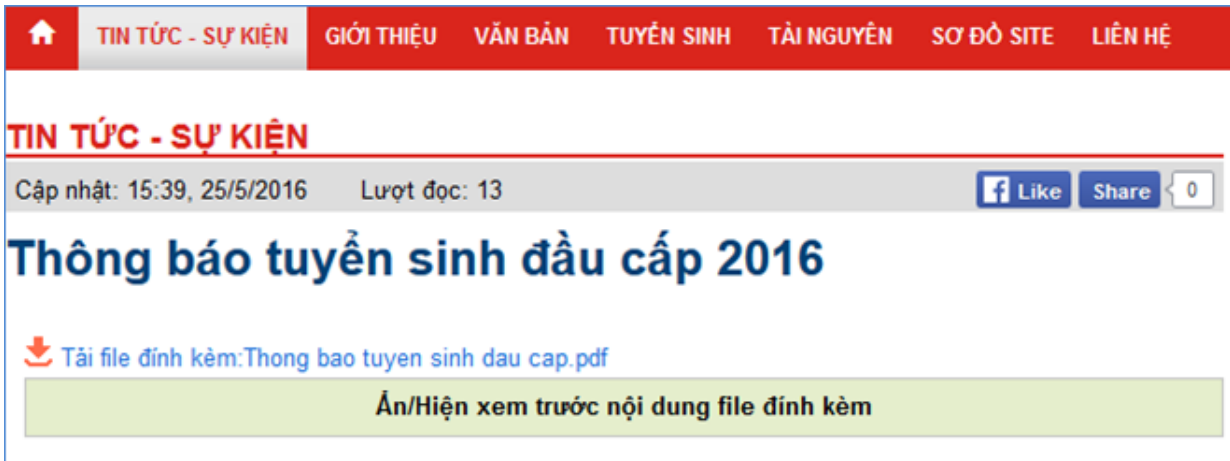 TIN TỨC - SỰ KIỆN GIỚI THIỆU VĂN BẢN TUYỂN SINH TÀI NGUYÊN SƠ ĐỒ SITE LIÊN HỆ
TIN TỨC - SỰ KIỆN
Cập nhật: 15:39, 25/5/2016 Lượt đọc: 13 Like Share 0
Thông báo tuyển sinh đầu cấp 2016
Tải file đính kèm:Thong bao tuyen sinh dau cap.pdf
Ẩn/Hiện xem trước nội dung file đính kèm